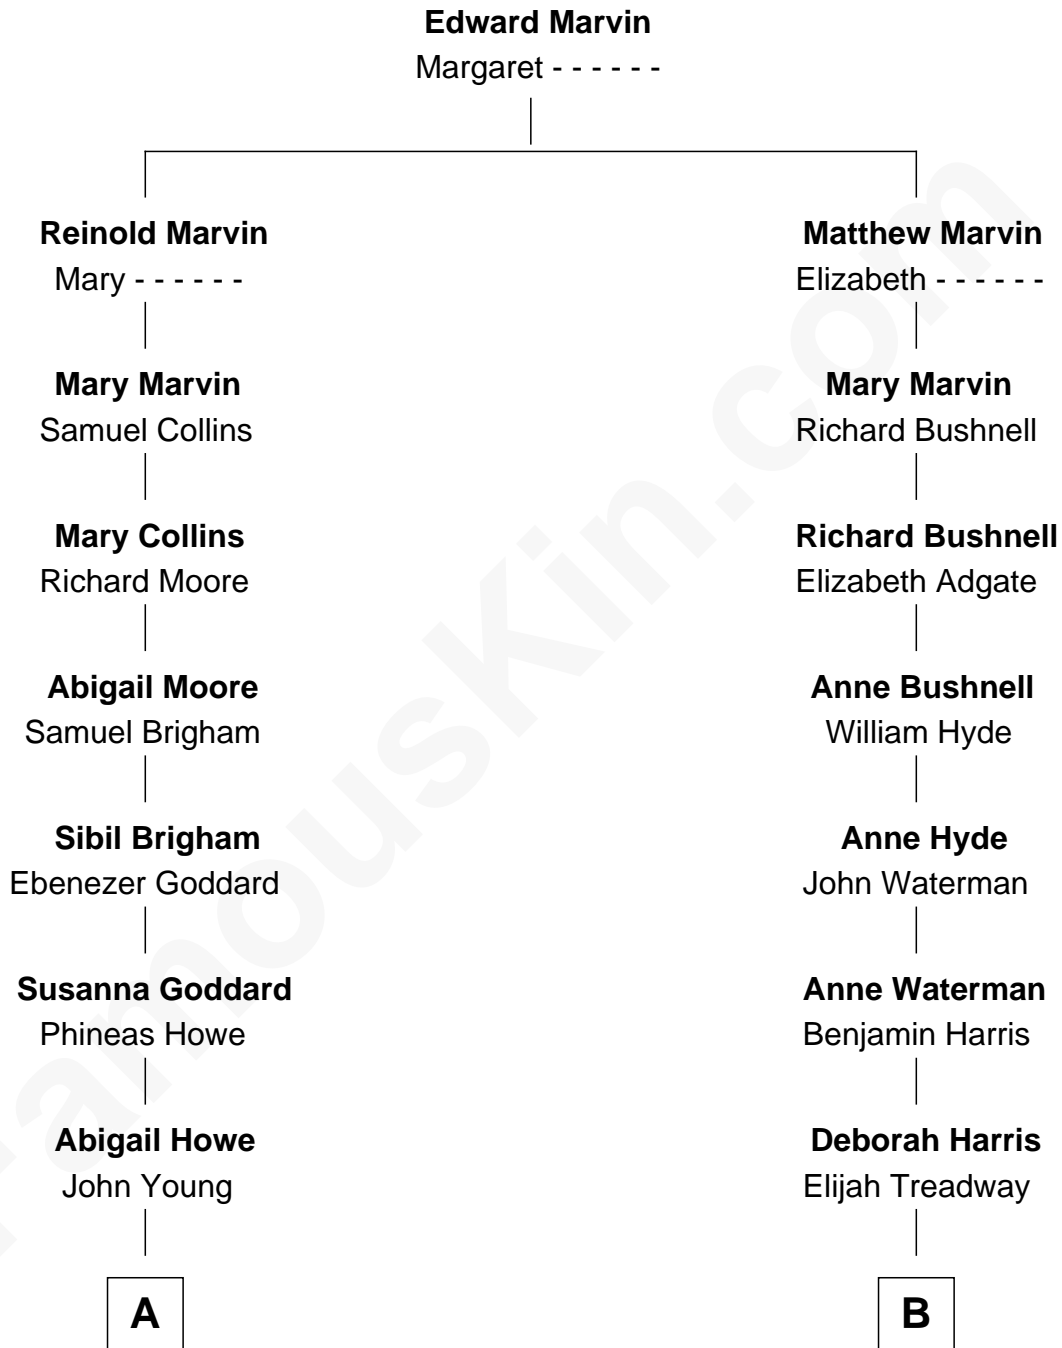 Edward Marvin
Margaret - - - - - -
Reinold Marvin
Mary - - - - - -
Matthew Marvin
Elizabeth - - - - - -
Mary Marvin
Samuel Collins
Mary Marvin
Richard Bushnell
Mary Collins
Richard Moore
Richard Bushnell
Elizabeth Adgate
Abigail Moore
Samuel Brigham
Anne Bushnell
William Hyde
Sibil Brigham
Ebenezer Goddard
Anne Hyde
John Waterman
Susanna Goddard
Phineas Howe
Anne Waterman
Benjamin Harris
Abigail Howe
John Young
Deborah Harris
Elijah Treadway
A
B
FamousKin.com